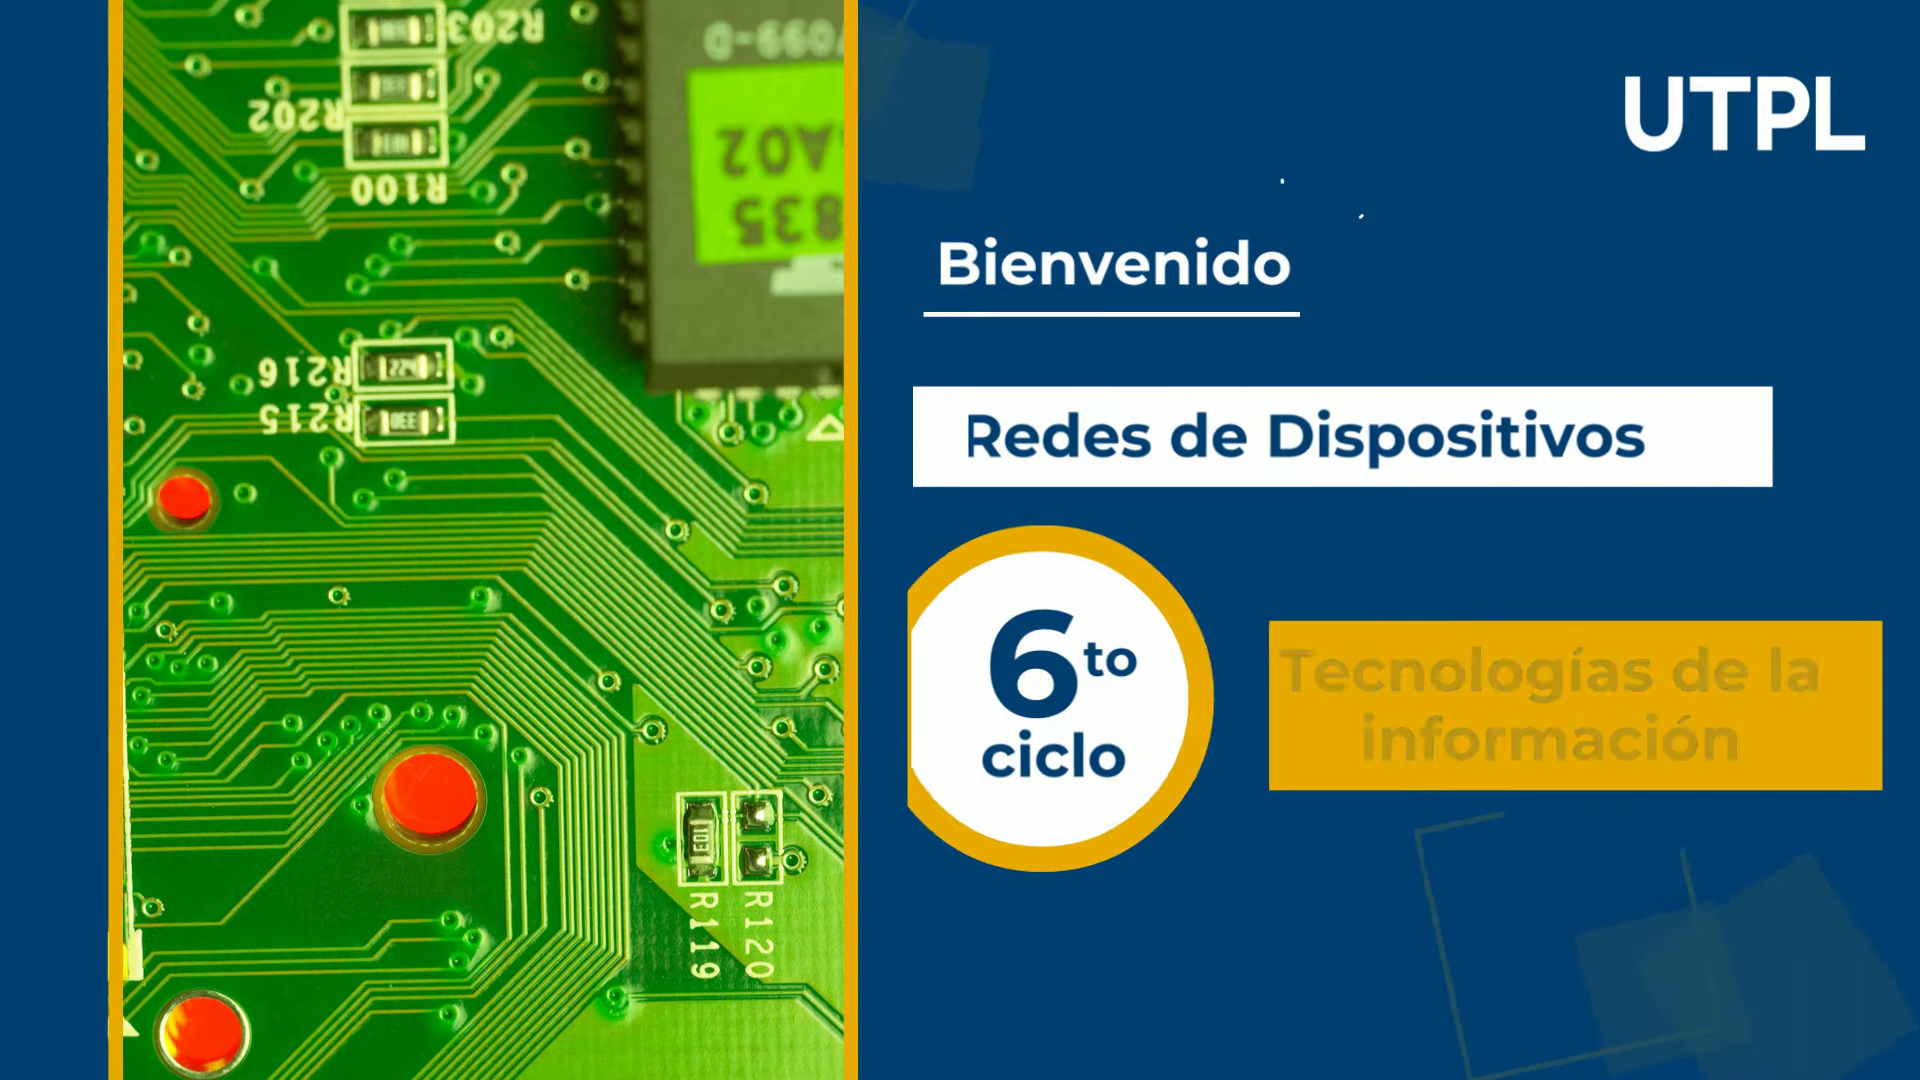 UTPL
Bienvenido
Redes de Dispositivos
6to
ciclo
Tecnologías de la
información
R203
R202
R100
A02
835
R216
224
R215
R119
R120